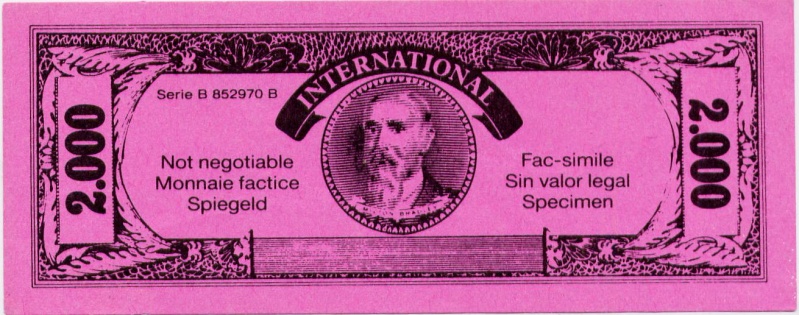 INTERNATIONAL
Serie B 852970 B
2.000
2.000
Not negotiable
Monnaie factice
Spiegeld
Fac-simile
Sin valor legal
Specimen